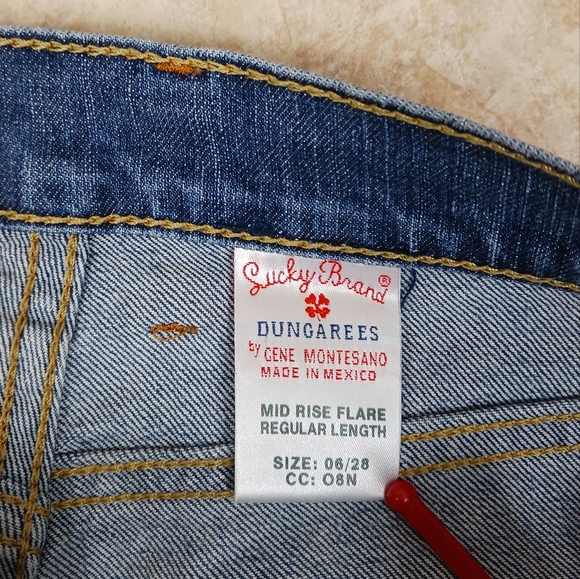 Lucky Brand®
DUNGAREES
by GENE MONTESANO
MADE IN MEXICO
MID RISE FLARE
REGULAR LENGTH
SIZE: 06/28
CC: O8N